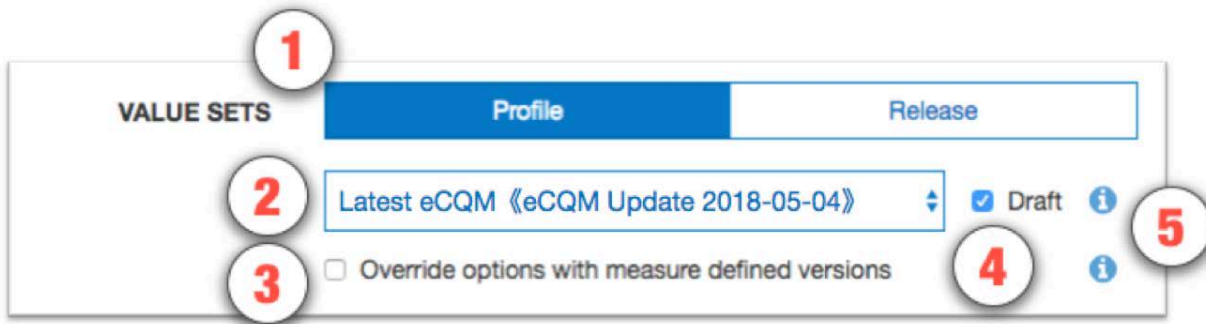 1
VALUE SETS Profile Release
2 Latest eCQM 《eCQM Update 2018-05-04》 Draft i 5
3 Override options with measure defined versions 4 i